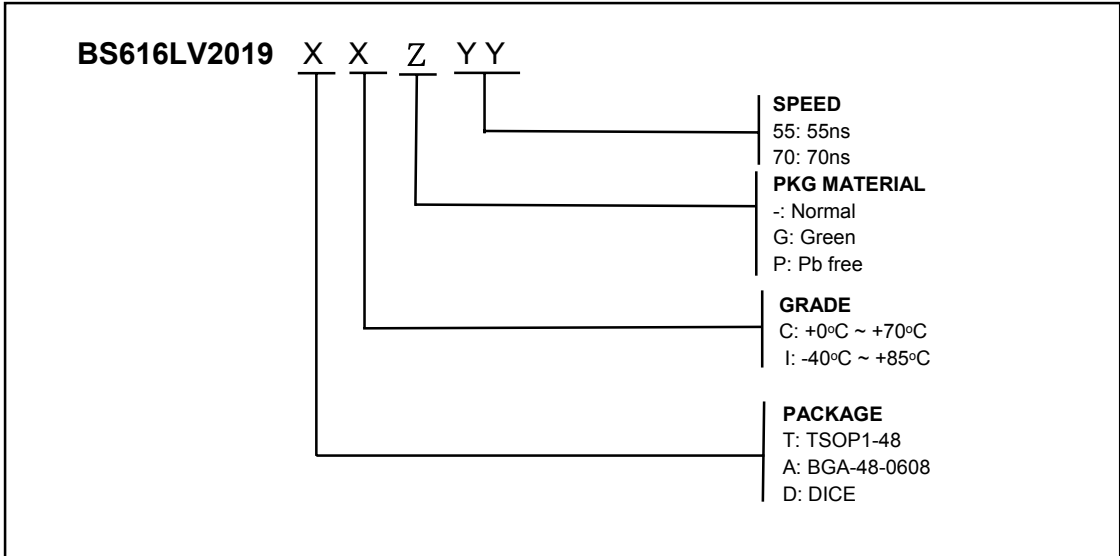 BS616LV2019 X X Z Y Y
SPEED
55: 55ns
70: 70ns
PKG MATERIAL
-: Normal
G: Green
P: Pb free
GRADE
C: +0oC ~ +70oC
I: -40oC ~ +85oC
PACKAGE
T: TSOP1-48
A: BGA-48-0608
D: DICE